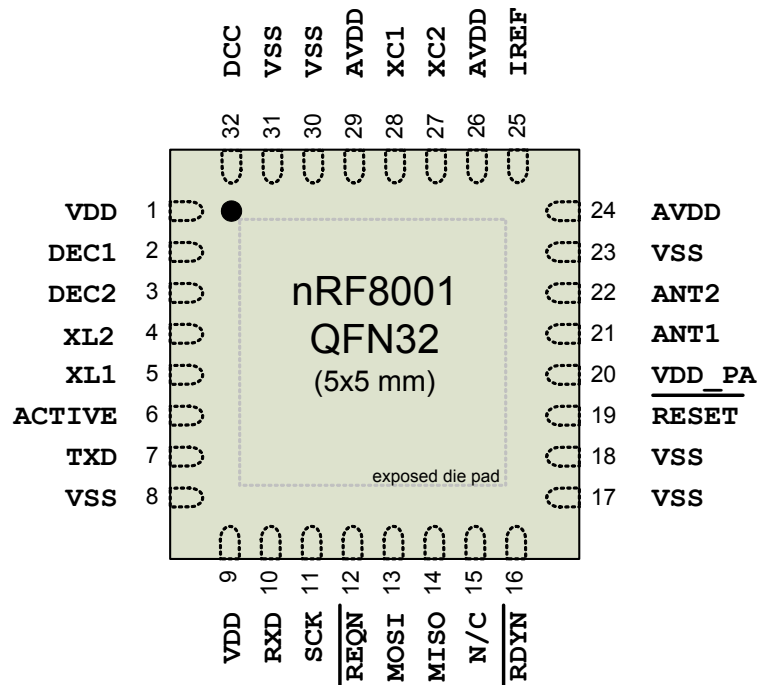 DCC
VSS
VSS
AVDD
XC1
XC2
AVDD
IREF
32
31
30
29
28
27
26
25
VDD 1
DEC1 2
DEC2 3
XL2 4
XL1 5
ACTIVE 6
TXD 7
VSS 8
nRF8001
QFN32
(5x5 mm)
exposed die pad
24 AVDD
23 VSS
22 ANT2
21 ANT1
20 VDD_PA
19 RESET
18 VSS
17 VSS
9
10
11
12
13
14
15
16
VDD
RXD
SCK
REQN
MOSI
MISO
N/C
RDYN